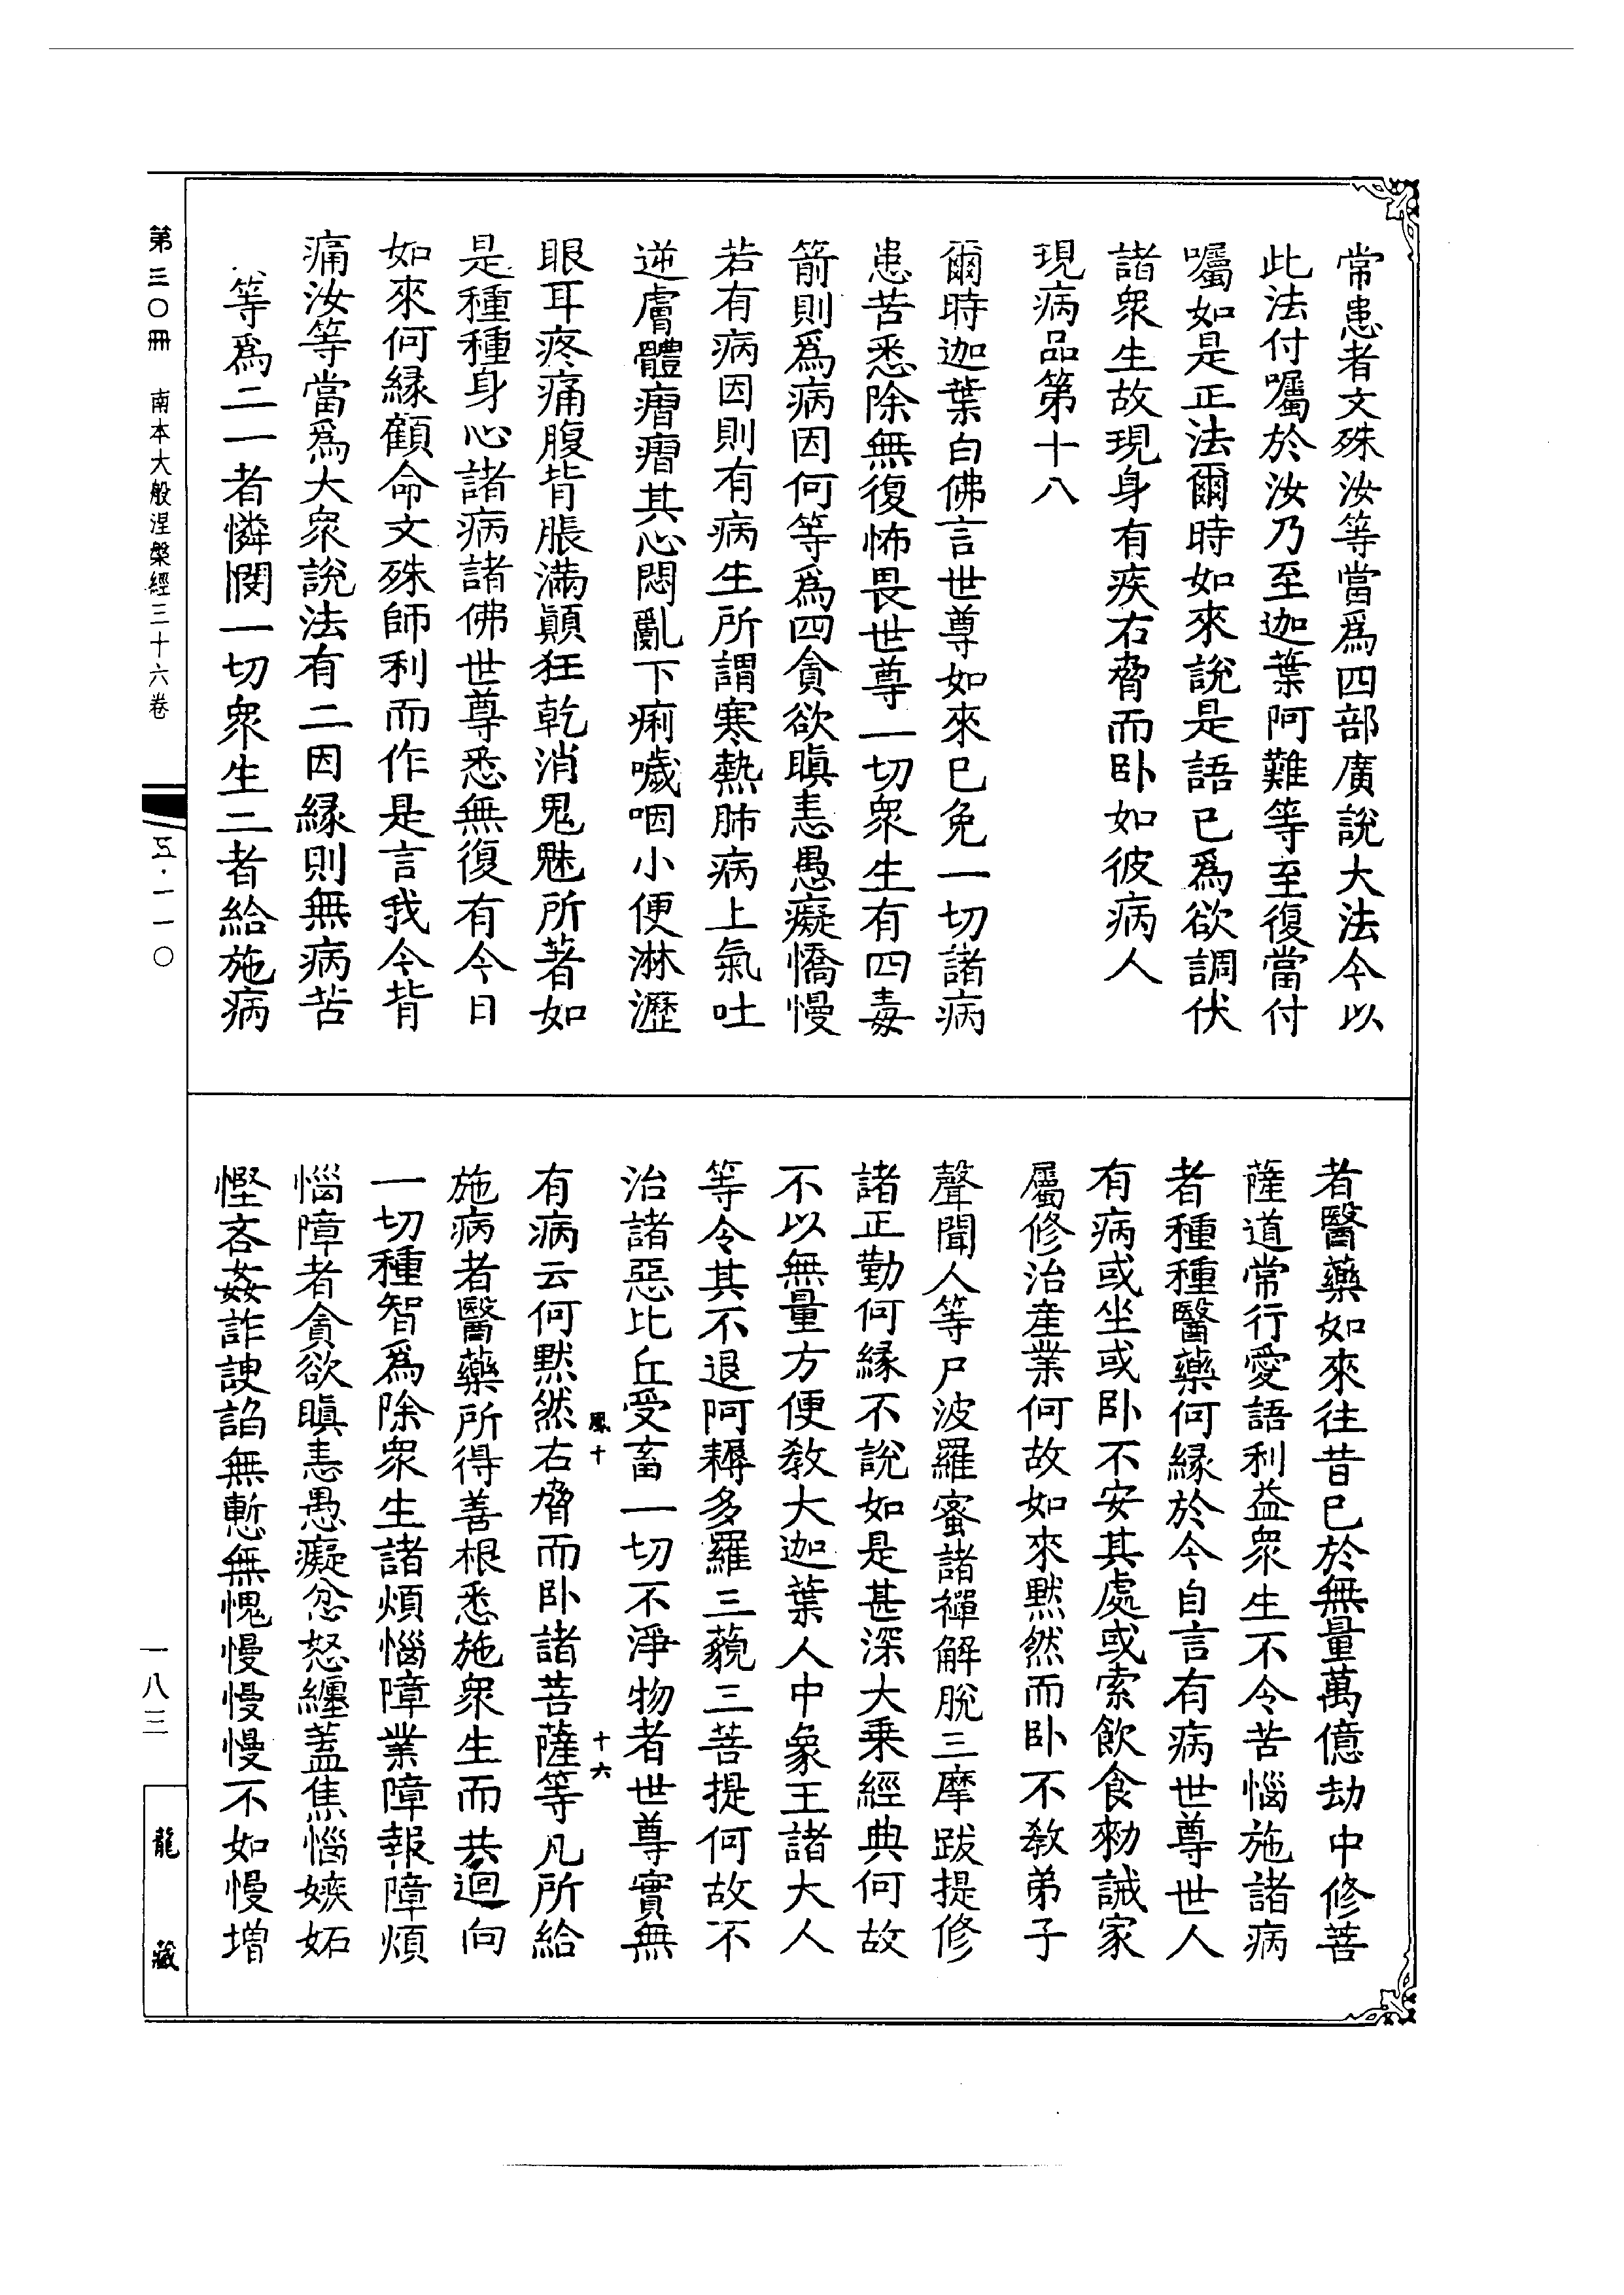 常患者文殊汝等當爲四部廣說大法今以
此法付囑於汝乃至迦葉阿難等至復當付
囑如是正法爾時如來說是語已爲欲調伏
諸衆生故現身有疾右脅而卧如彼病人
現病品第十八
爾時迦葉白佛言世尊如來已免一切諸病
患苦悉除無復怖畏世尊一切衆生有四毒
箭則爲病因何等爲四貪欲瞋恚愚癡憍慢
若有病因則有病生所謂寒熱肺病上氣吐
逆膚體瘤瘤其心悶亂下痢噦咽小便淋瀝
眼耳疼痛腹背脹滿顛狂乾消鬼魅所著如
是種種身心諸病諸佛世尊悉無復有今日
如來何緣顧命文殊師利而作是言我今背
痛汝等當爲大衆說法有二因緣則無病苦
等爲二一者憐愍一切衆生二者給施病
者醫藥如來往昔已於無量萬億劫中修菩
薩道常行愛語利益衆生不令苦惱施諸病
者種種醫藥何緣於今自言有病世尊世人
有病或坐或卧不安其處或索飲食勑誡家
屬修治産業何故如來默然而卧不教弟子
聲聞人等尸波羅蜜諸禪解脫三摩跋提修
諸正勤何緣不說如是甚深大乗經典何故
不以無量方便教大迦葉人中象王諸大人
等令其不退阿耨多羅三藐三菩提何故不
治諸惡比丘受畜一切不淨物者世尊實無
鳳十
十六
有病云何默然右脅而卧諸菩薩等凡所給
施病者醫藥所得善根悉施衆生而共迴向
一切種智爲除衆生諸煩惱障業障報障煩
惱障者貪欲瞋恚愚癡忿怒纏蓋焦惱嫉妬
慳吝姦詐諛諂無慙無愧慢慢慢不如慢增
第三〇冊 南本大般涅槃經三十六卷
五·一一〇
一八三
龍藏